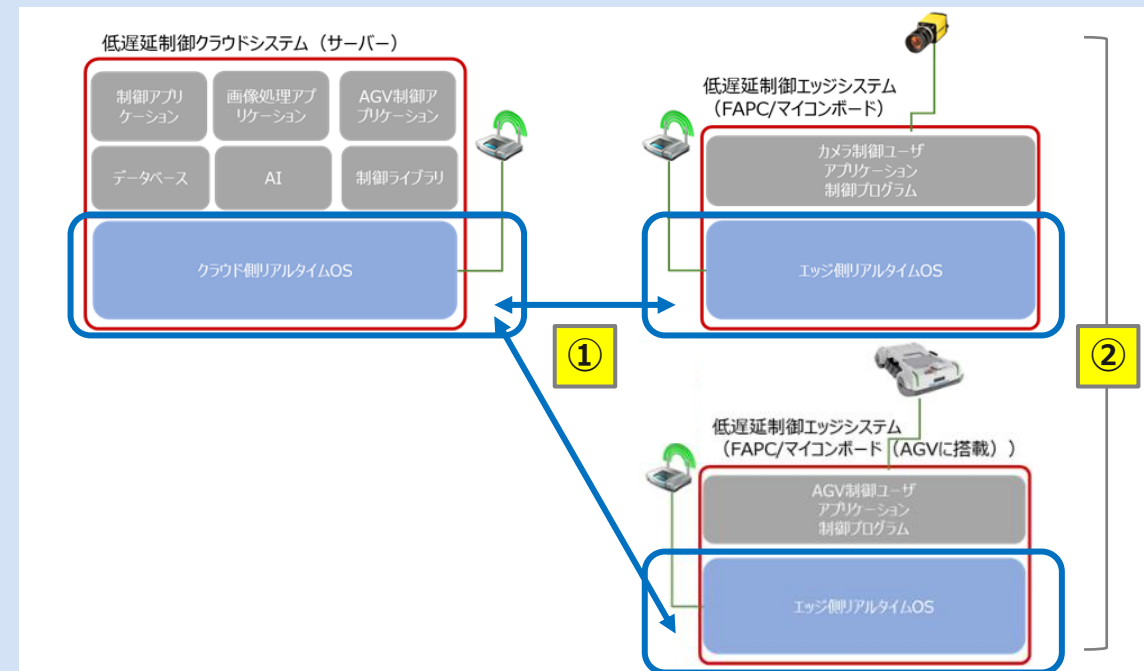 低遅延制御クラウドシステム（サーバー）
制御アプリ
ケーション
画像処理アプ
リケーション
AGV制御ア
プリケーション
データベース
AI
制御ライブラリ
クラウド側リアルタイムOS
①
低遅延制御エッジシステム
（FAPC/マイコンボード）
カメラ制御ユーザ
アプリケーション
制御プログラム
エッジ側リアルタイムOS
②
低遅延制御エッジシステム
（FAPC/マイコンボード（AGVに搭載））
AGV制御ユーザ
アプリケーション
制御プログラム
エッジ側リアルタイムOS